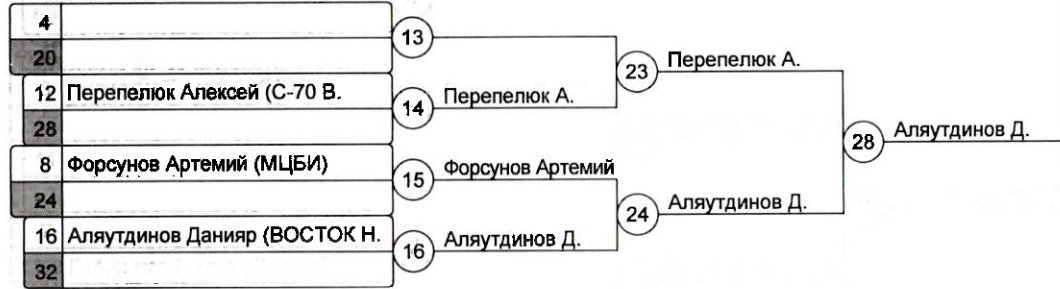 4
20
13
12 Перепелюк Алексей (С-70 В.
28
14 Перепелюк А.
23 Перепелюк А.
8 Форсунов Артемий (МЦБИ)
24
15 Форсунов Артемий
16 Аляутдинов Данияр (ВОСТОК Н.
32
16 Аляутдинов Д.
24 Аляутдинов Д.
28 Аляутдинов Д.